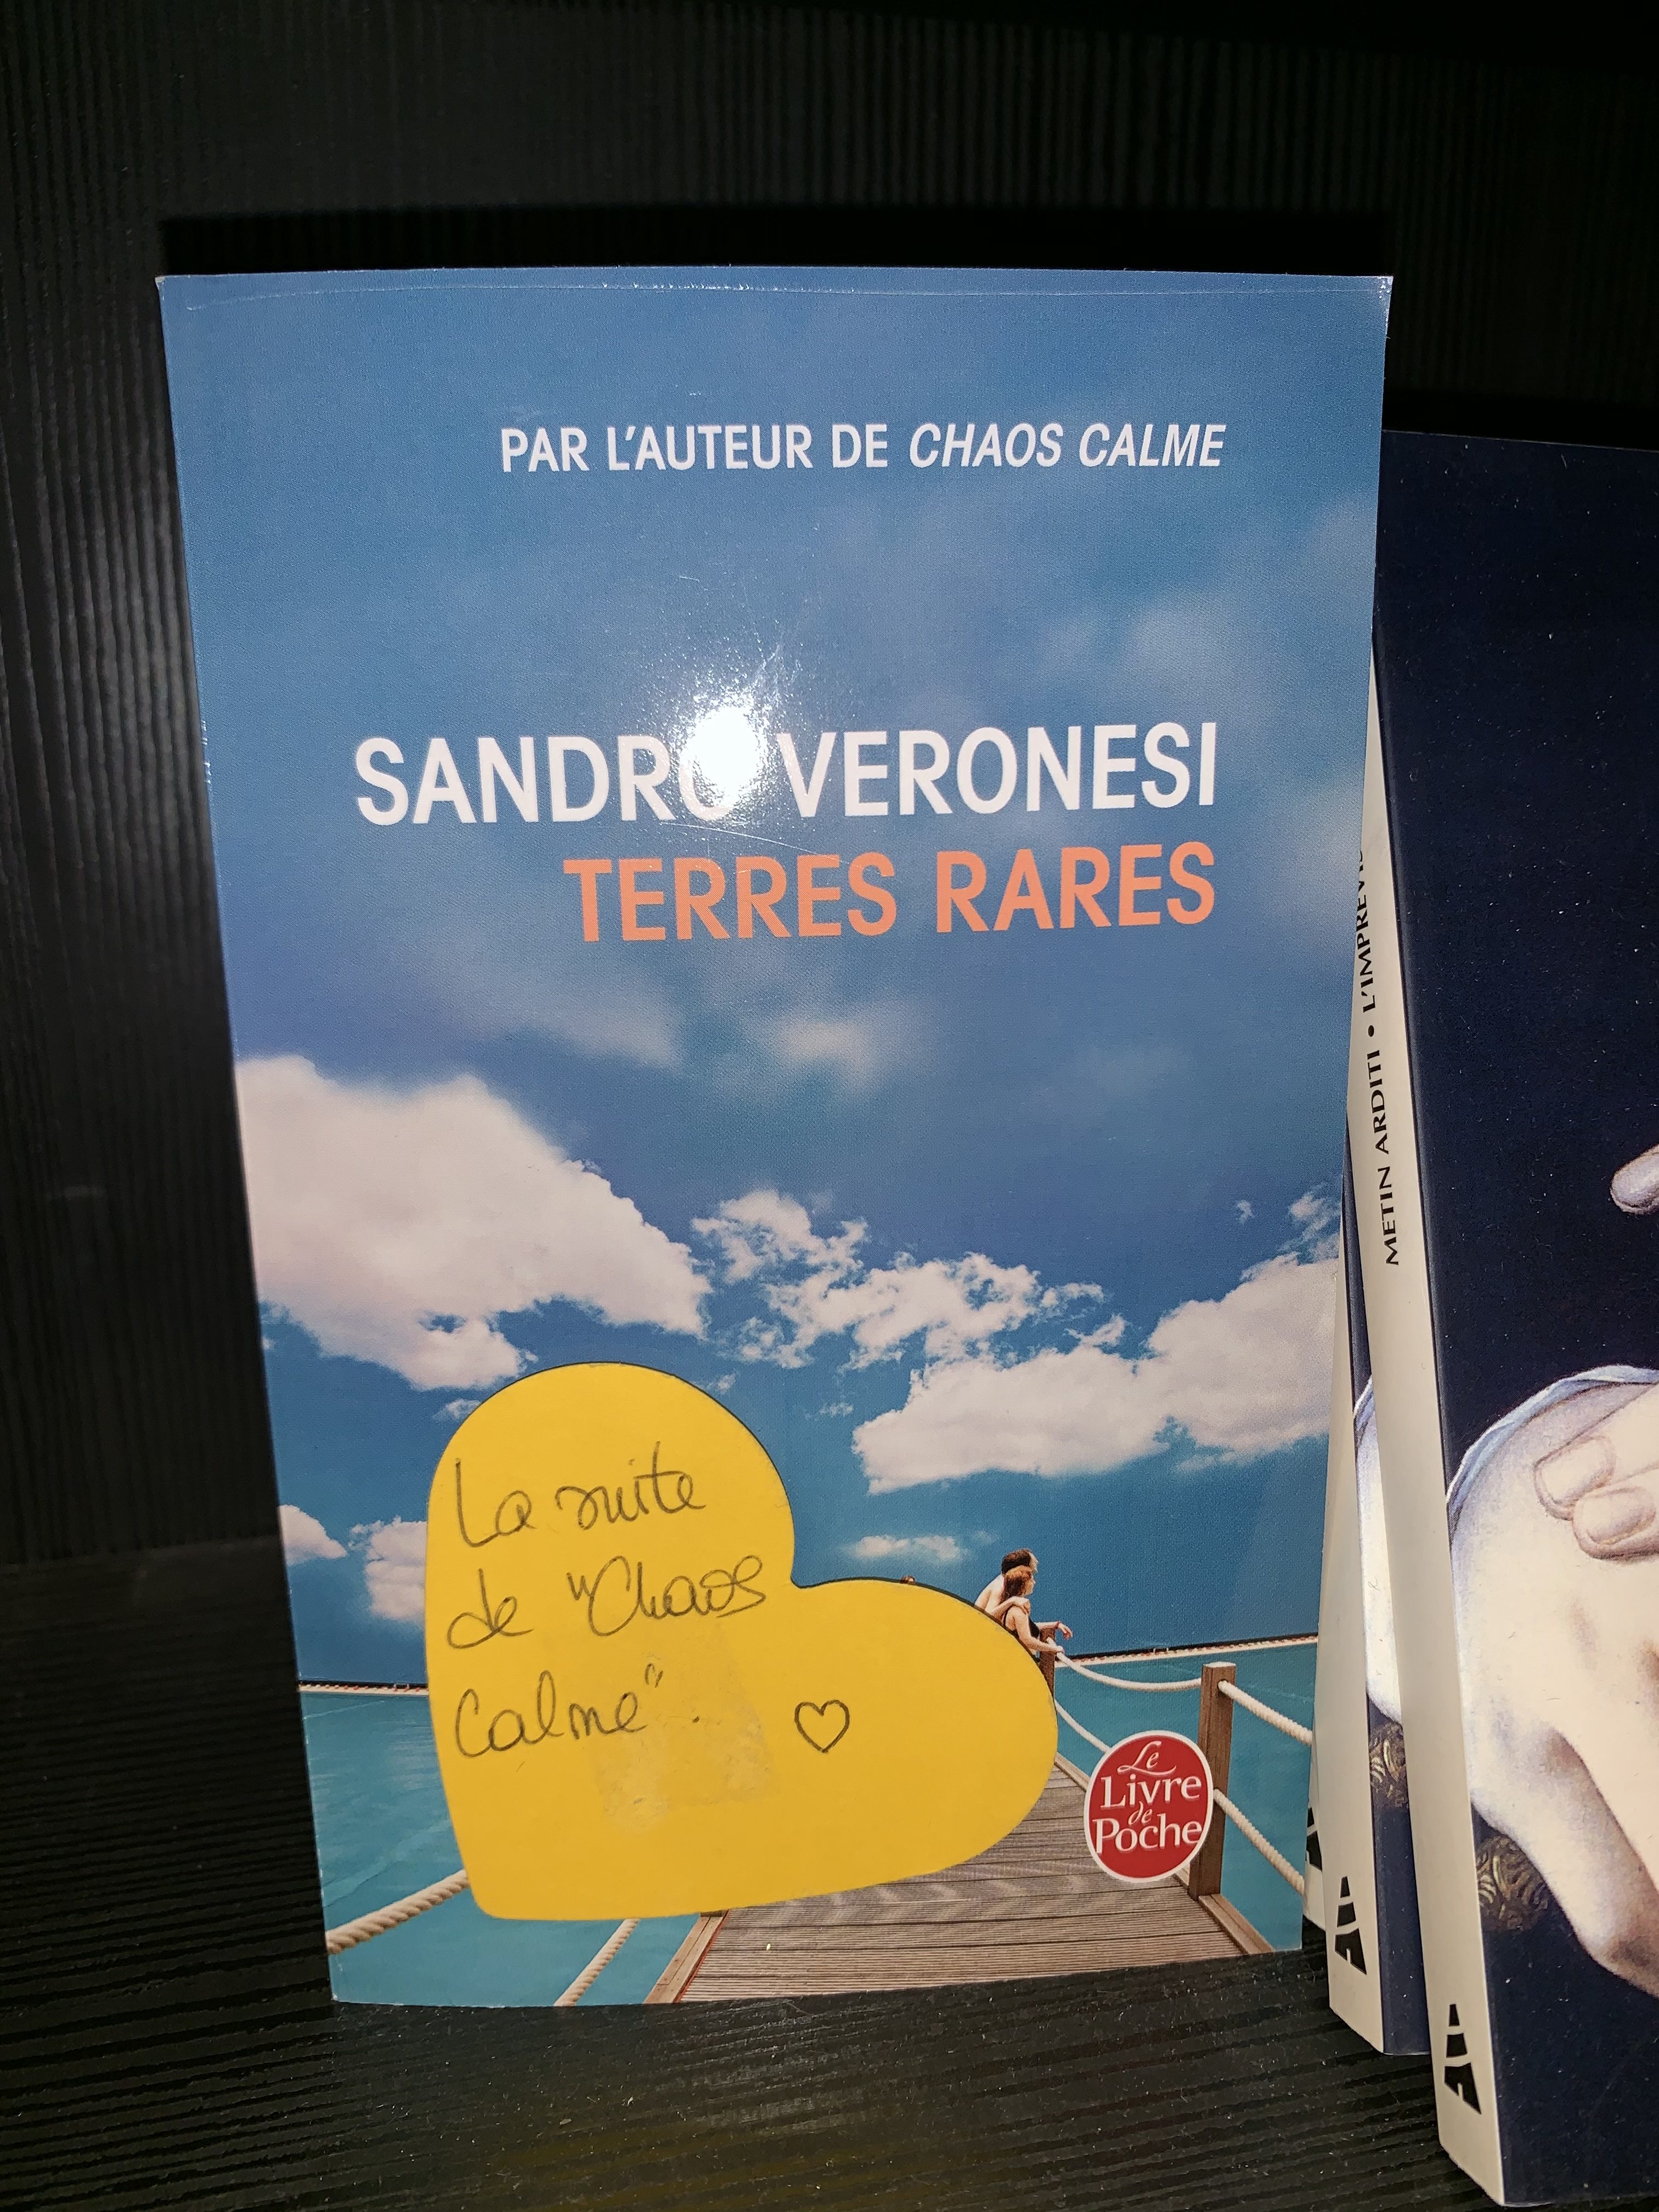 PAR L'AUTEUR DE CHAOS CALME
SANDRO VERONESI
TERRES RARES
La suite
de "Chaos
Calme".
Le
Livre
de
Poche
METIN ARDITI • L'IMPRÉVU